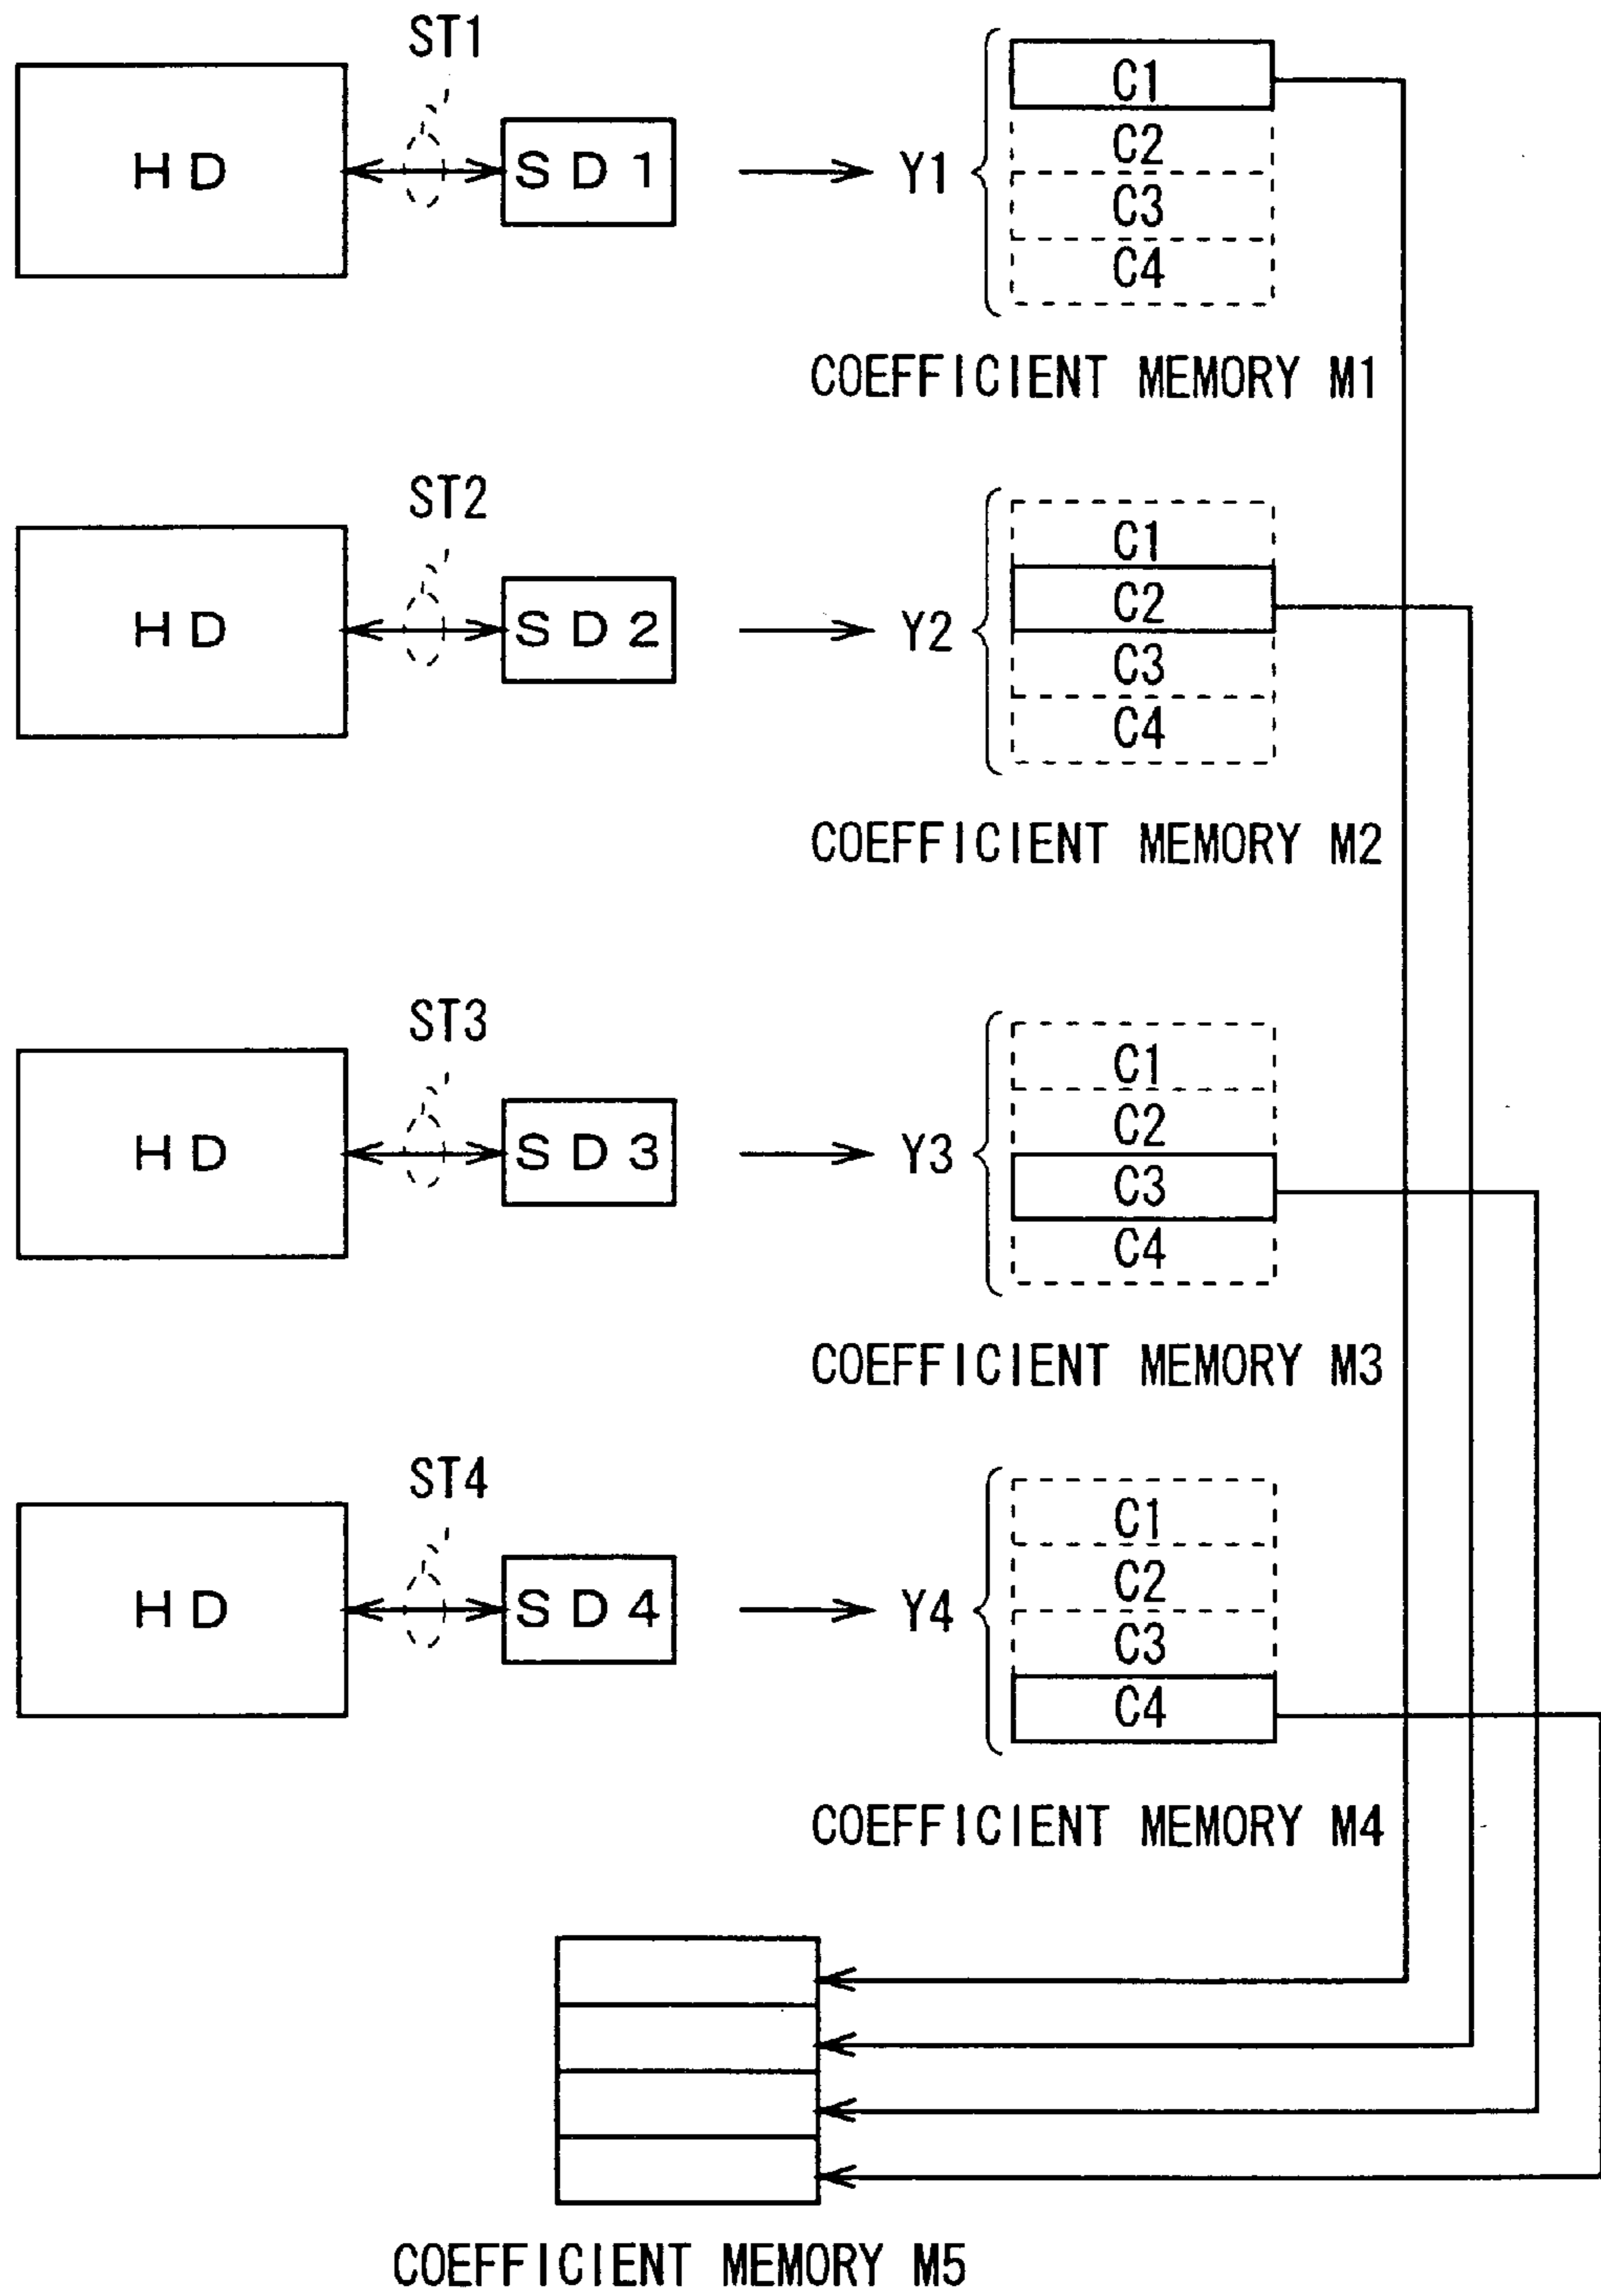 ST1
HD
SD1
Y1
C1
C2
C3
C4
COEFFICIENT MEMORY M1
ST2
HD
SD2
Y2
C1
C2
C3
C4
COEFFICIENT MEMORY M2
ST3
HD
SD3
Y3
C1
C2
C3
C4
COEFFICIENT MEMORY M3
ST4
HD
SD4
Y4
C1
C2
C3
C4
COEFFICIENT MEMORY M4
COEFFICIENT MEMORY M5